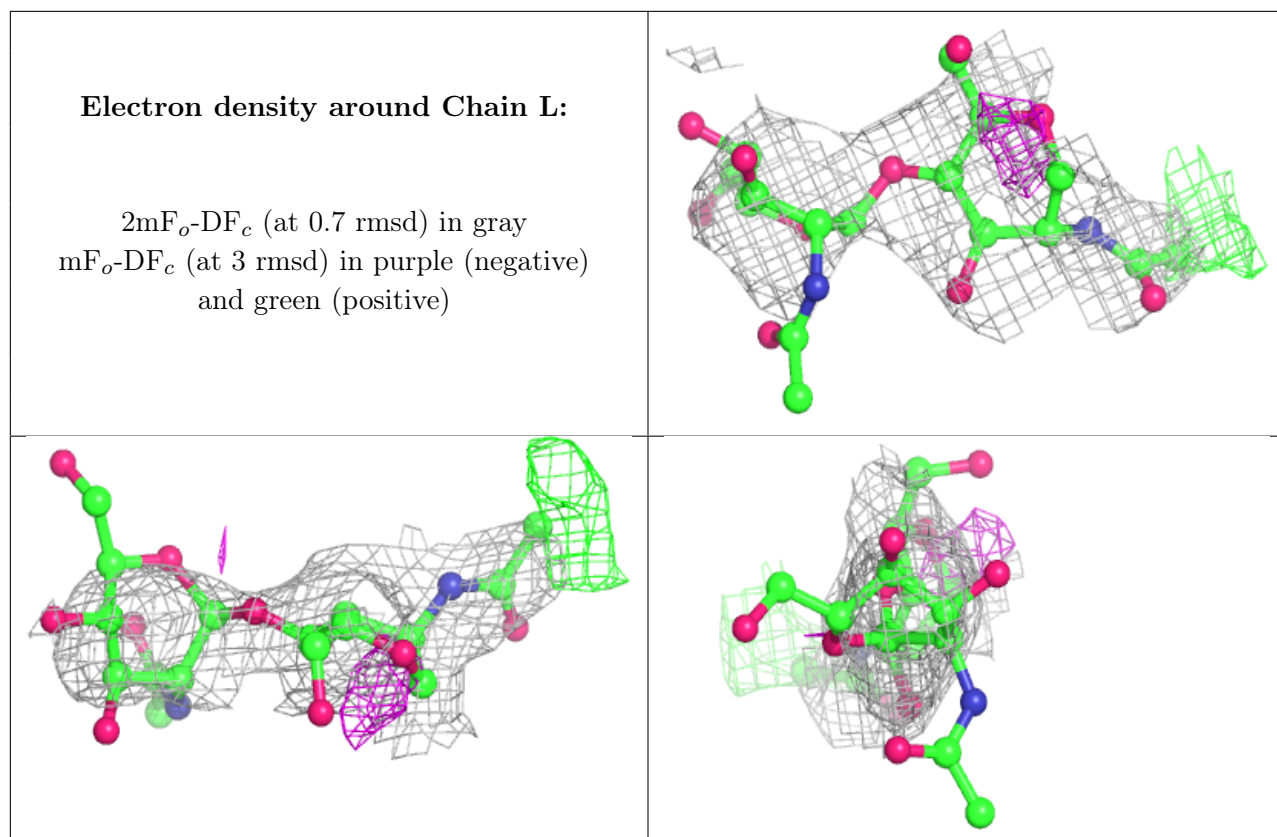 Electron density around Chain L:
2mFo-DFc (at 0.7 rmsd) in gray
mFo-DFc (at 3 rmsd) in purple (negative)
and green (positive)